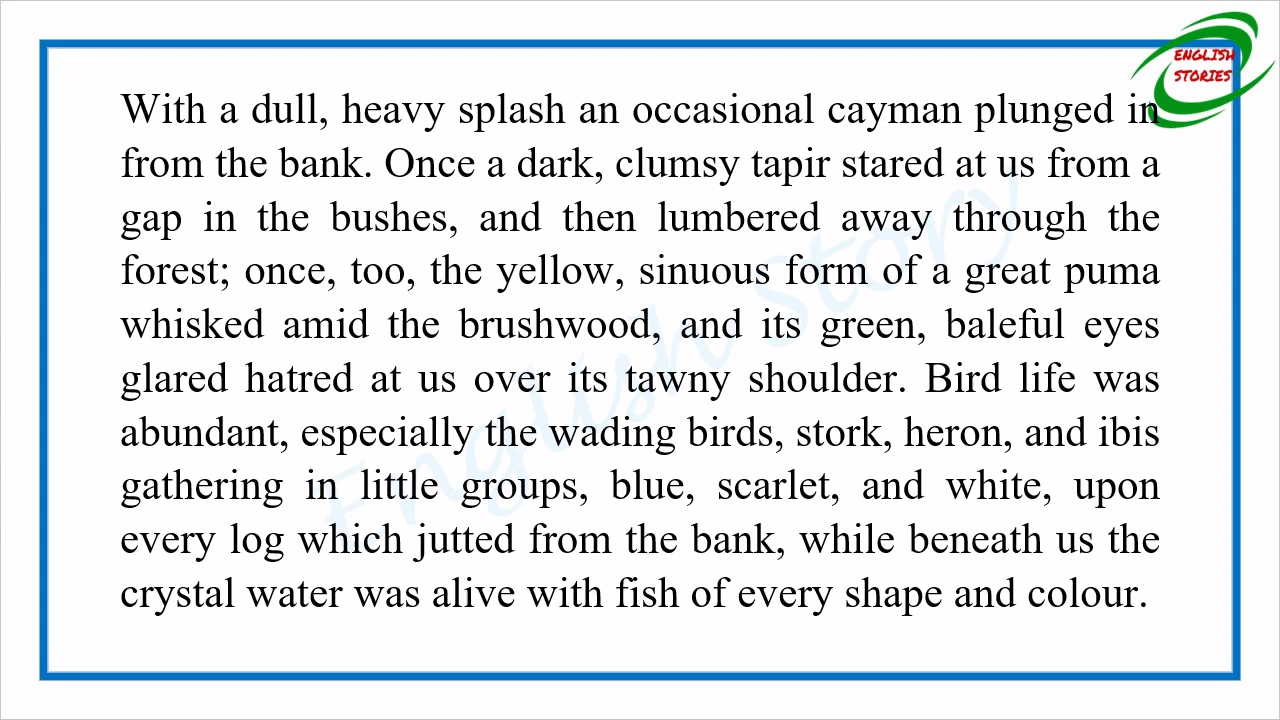 ENGLISH
STORIES
With a dull, heavy splash an occasional cayman plunged in
from the bank. Once a dark, clumsy tapir stared at us from a
gap in the bushes, and then lumbered away through the
forest; once, too, the yellow, sinuous form of a great puma
whisked amid the brushwood, and its green, baleful eyes
glared hatred at us over its tawny shoulder. Bird life was
abundant, especially the wading birds, stork, heron, and ibis
gathering in little groups, blue, scarlet, and white, upon
every log which jutted from the bank, while beneath us the
crystal water was alive with fish of every shape and colour.
English Story